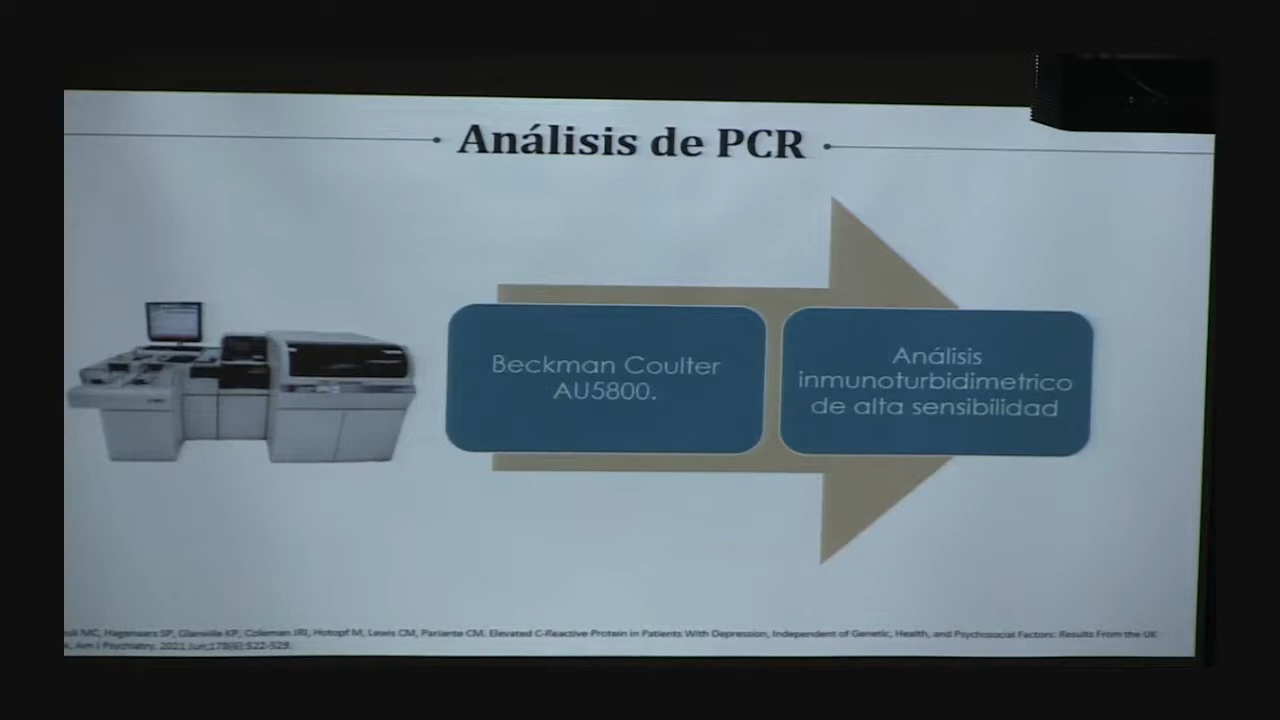 Análisis de PCR
Beckman Coulter
AU5800.
Análisis
inmunoturbidimetrico
de alta sensibilidad
MC, Hagenaars SP, Glanville KP, Coleman JRI, Hotopf M, Lewis CM, Pariante CM. Elevated C-Reactive Protein in Patients With Depression, Independent of Genetic, Health, and Psychosocial Factors: Results From the UK
Am J Psychiatry. 2021 Jun;178(6):522-529.